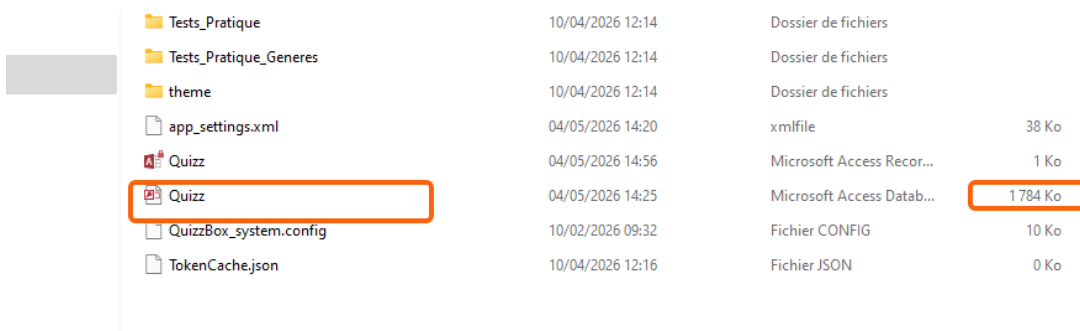 Tests_Pratique 10/04/2026 12:14 Dossier de fichiers
Tests_Pratique_Generes 10/04/2026 12:14 Dossier de fichiers
theme 10/04/2026 12:14 Dossier de fichiers
app_settings.xml 04/05/2026 14:20 xmlfile 38 Ko
Quizz 04/05/2026 14:56 Microsoft Access Recor... 1 Ko
Quizz 04/05/2026 14:25 Microsoft Access Datab... 1 784 Ko
QuizzBox_system.config 10/02/2026 09:32 Fichier CONFIG 10 Ko
TokenCache.json 10/04/2026 12:16 Fichier JSON 0 Ko